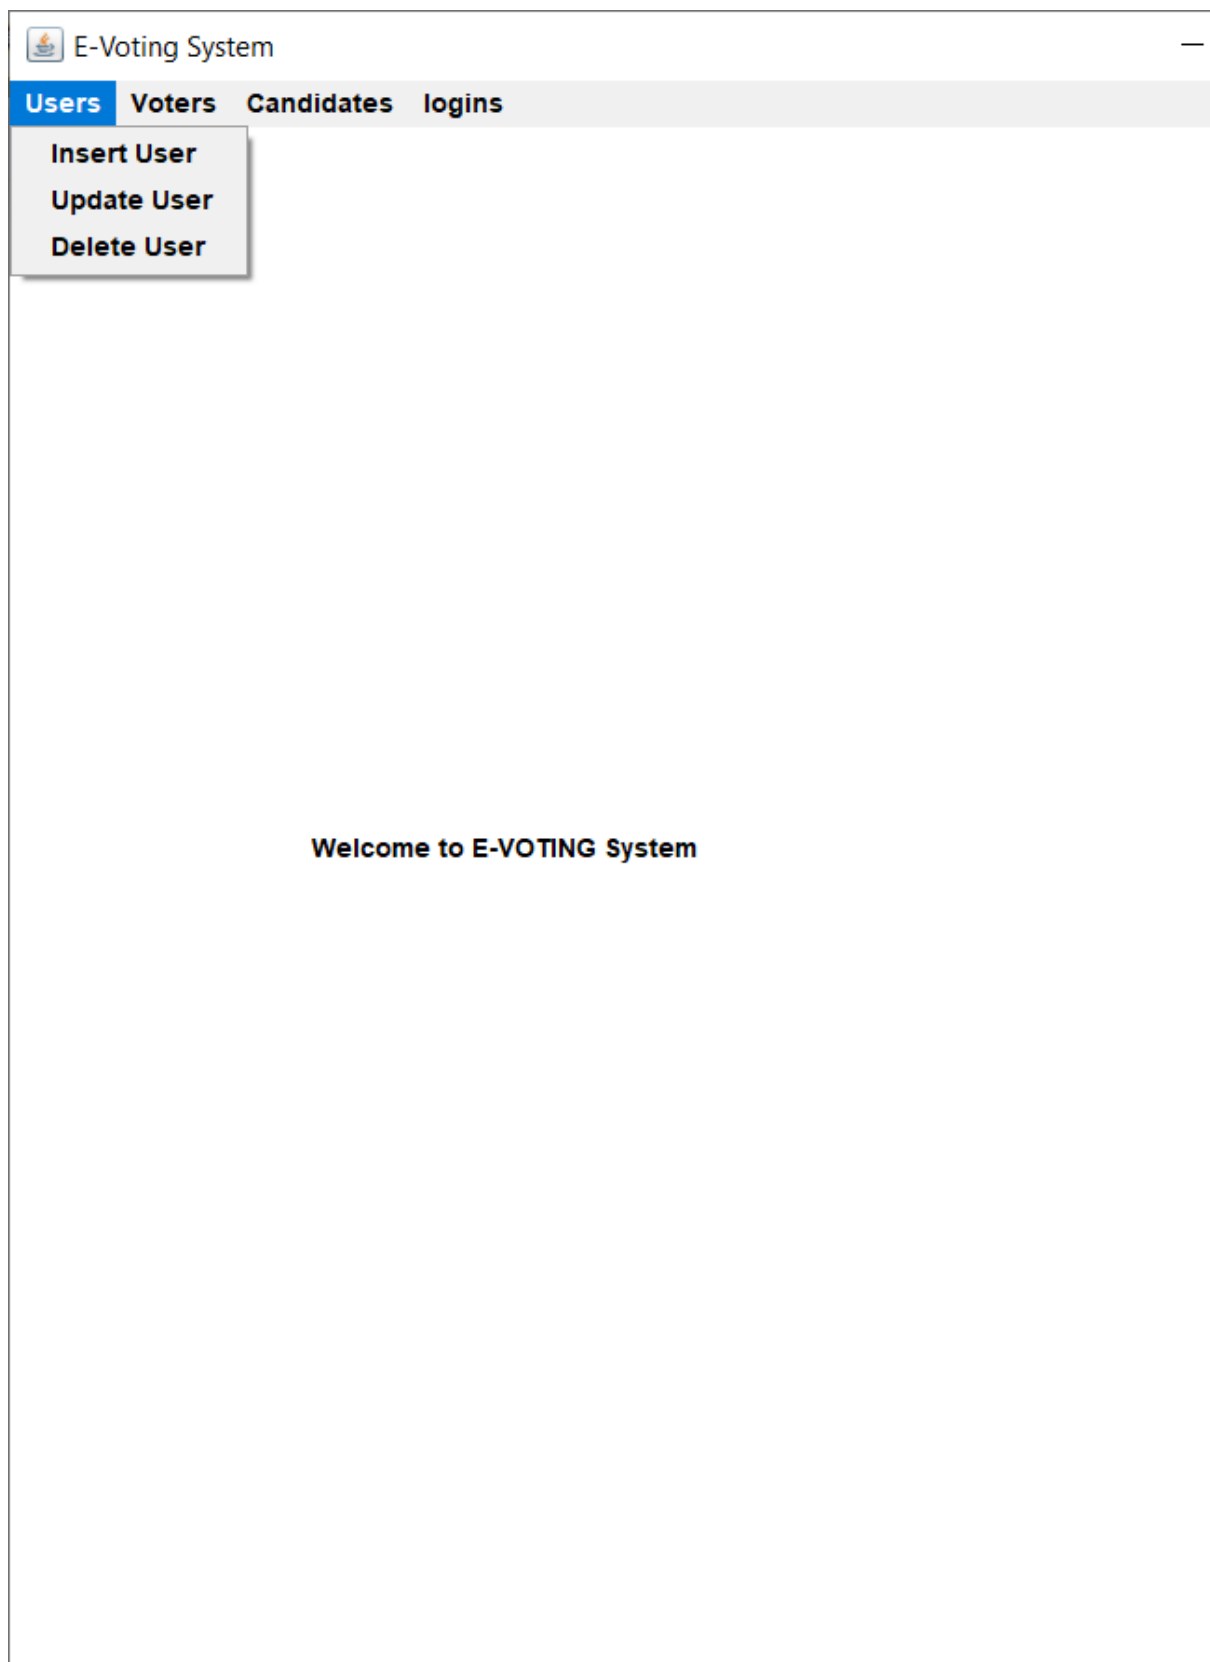 E-Voting System
Users Voters Candidates logins
Insert User
Update User
Delete User
Welcome to E-VOTING System